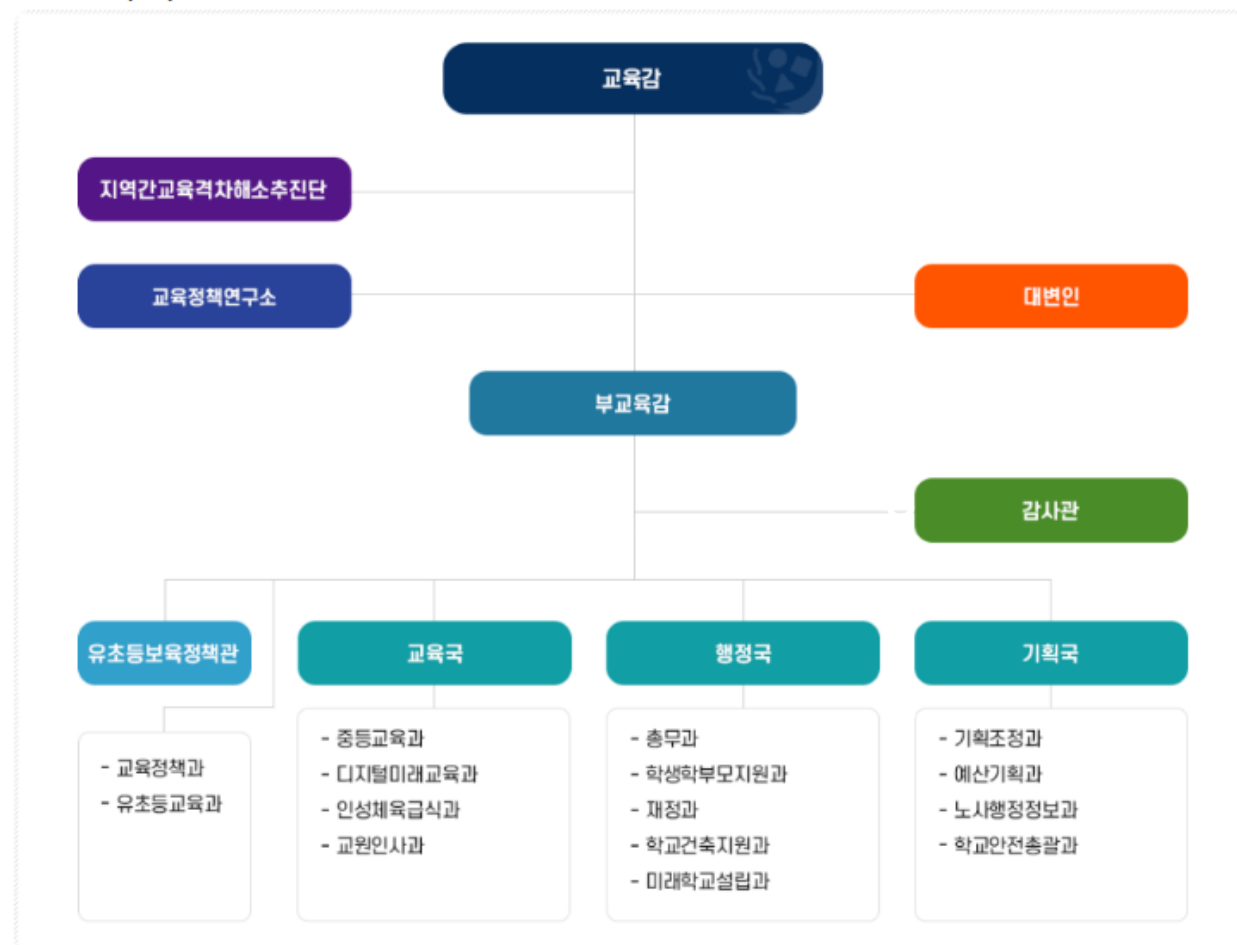 교육감
지역간교육격차해소추진단
교육정책연구소
대변인
부교육감
감사관
유초등보육정책관
- 교육정책과
- 유초등교육과
교육국
- 중등교육과
- 디지털미래교육과
- 인성체육급식과
- 교원인사과
행정국
- 총무과
- 학생학부모지원과
- 재정과
- 학교건축지원과
- 미래학교설립과
기획국
- 기획조정과
- 예산기획과
- 노사행정정보과
- 학교안전총괄과